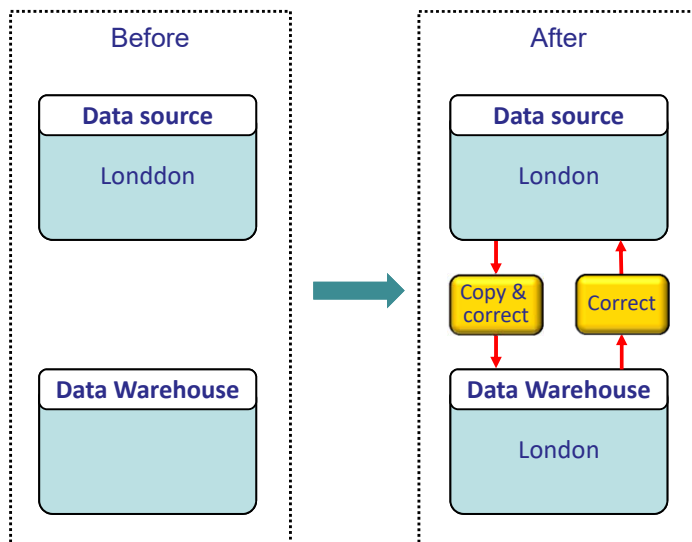 Before
Data source
Londdon
Data Warehouse
After
Data source
London
Copy &
correct
Correct
Data Warehouse
London